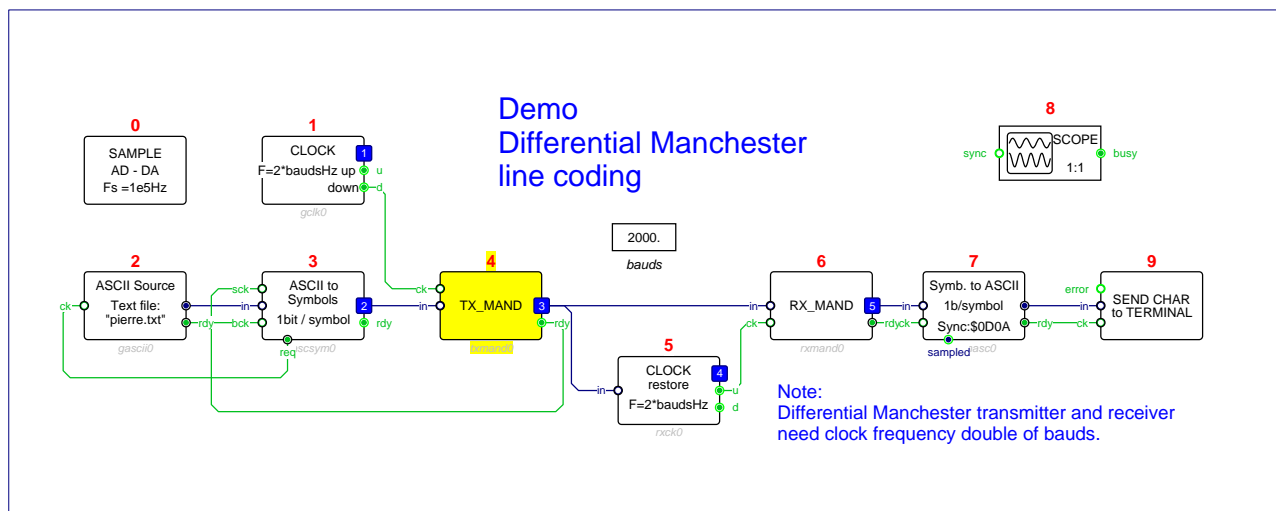 Demo
Differential Manchester
line coding
0
SAMPLE
AD - DA
Fs =1e5Hz
1
CLOCK
1
F=2*baudsHz up
u
down
d
gclk0
8
sync
SCOPE
1:1
busy
2000.
bauds
2
ck
ASCII Source
Text file:
"pierre.txt"
rdy
gascii0
3
sck
in
bck
ASCII to
Symbols
1bit / symbol
2
rdy
req
4
ck
in
TX_MAND
3
rdy
txmand0
5
in
CLOCK
restore
F=2*baudsHz
4
u
d
rxck0
6
in
ck
RX_MAND
5
rdy
rxmand0
7
in
ck
Symb. to ASCII
1b/symbol
Sync:$0D0A
rdy
sampled
9
error
in
ck
SEND CHAR
to TERMINAL
Note:
Differential Manchester transmitter and receiver
need clock frequency double of bauds.